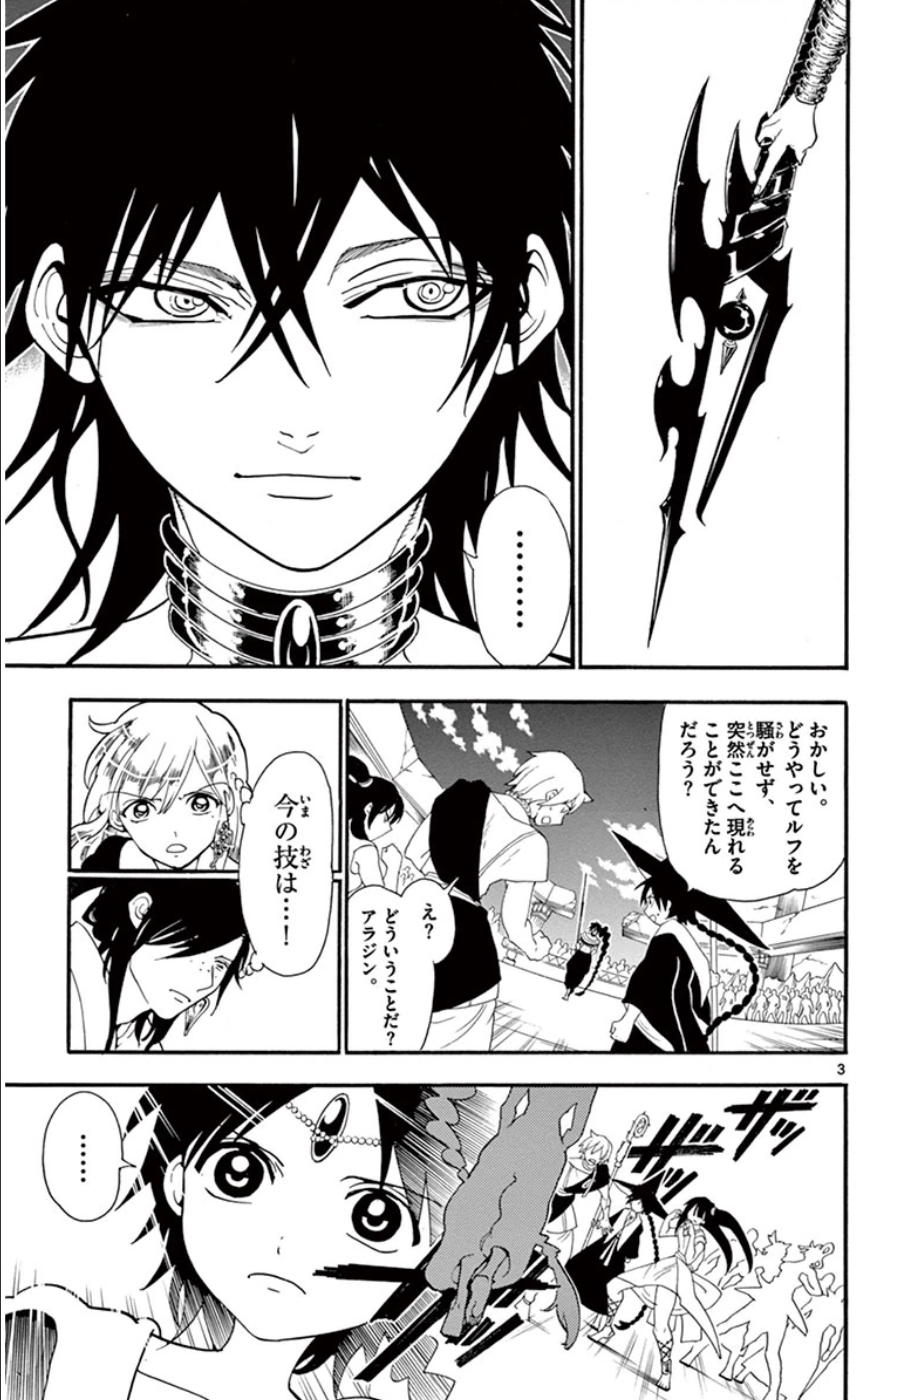 ………
おかしい。
どうやってルフを
騒がせず、
突然ここへ現れる
ことができたん
だろう？
え？
どういうことだ？
アラジン。
今の技は…！
3
ザッ
ザッ
……